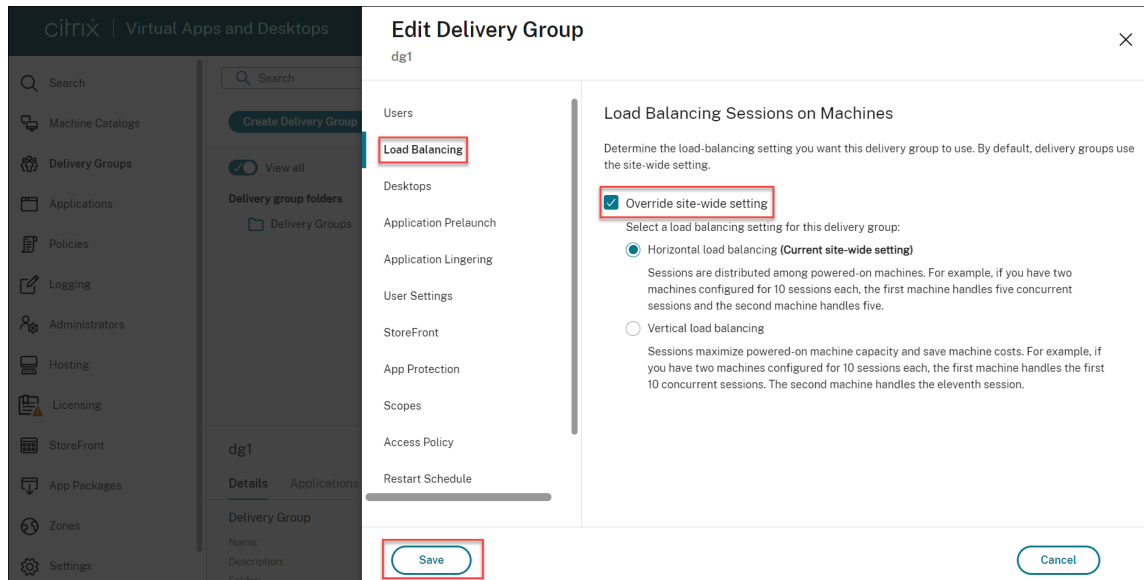 citrix | Virtual Apps and Desktops
Search
Machine Catalogs
Delivery Groups
Applications
Policies
Logging
Administrators
Hosting
Licensing
StoreFront
App Packages
Zones
Settings
Search
Create Delivery Group
View all
Delivery group folders
Delivery Groups
dg1
Details Applications
Delivery Group
Name:
Description:
Edit Delivery Group
dg1
Users
Load Balancing
Desktops
Application Prelaunch
Application Lingering
User Settings
StoreFront
App Protection
Scopes
Access Policy
Restart Schedule
Load Balancing Sessions on Machines
Determine the load-balancing setting you want this delivery group to use. By default, delivery groups use
the site-wide setting.
Override site-wide setting
Select a load balancing setting for this delivery group:
Horizontal load balancing (Current site-wide setting)
Sessions are distributed among powered-on machines. For example, if you have two
machines configured for 10 sessions each, the first machine handles five concurrent
sessions and the second machine handles five.
Vertical load balancing
Sessions maximize powered-on machine capacity and save machine costs. For example, if
you have two machines configured for 10 sessions each, the first machine handles the first
10 concurrent sessions. The second machine handles the eleventh session.
Save
Cancel